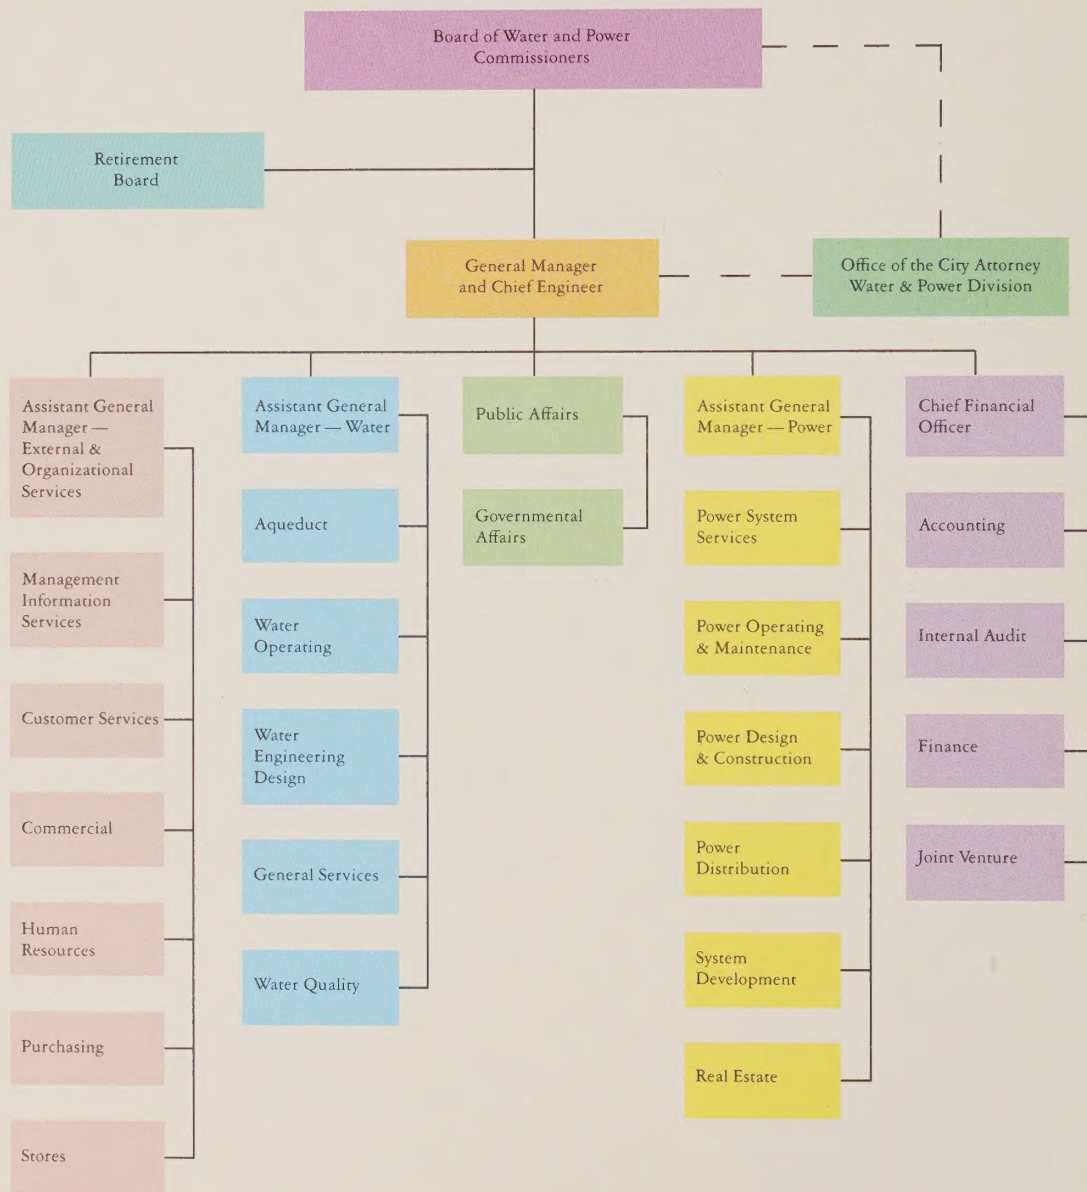 Board of Water and Power
Commissioners
Retirement
Board
General Manager
and Chief Engineer
Office of the City Attorney
Water & Power Division
Assistant General
Manager —
External &
Organizational
Services
Management
Information
Services
Customer Services
Commercial
Human
Resources
Purchasing
Stores
Assistant General
Manager — Water
Aqueduct
Water
Operating
Water
Engineering
Design
General Services
Water Quality
Public Affairs
Governmental
Affairs
Assistant General
Manager — Power
Power System
Services
Power Operating
& Maintenance
Power Design
& Construction
Power
Distribution
System
Development
Real Estate
Chief Financial
Officer
Accounting
Internal Audit
Finance
Joint Venture